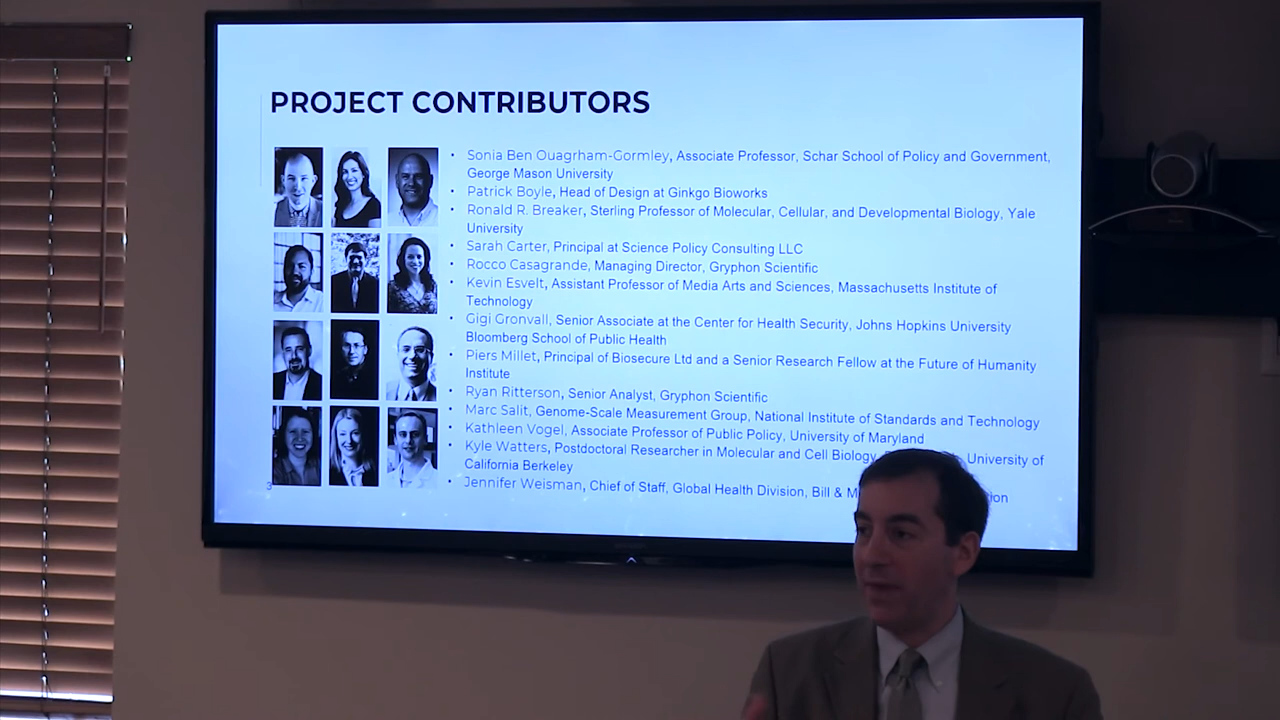 PROJECT CONTRIBUTORS
• Sonia Ben Ouagrham-Gormley, Associate Professor, Schar School of Policy and Government,
George Mason University
• Patrick Boyle, Head of Design at Ginkgo Bioworks
• Ronald R. Breaker, Sterling Professor of Molecular, Cellular, and Developmental Biology, Yale
University
• Sarah Carter, Principal at Science Policy Consulting LLC
• Rocco Casagrande, Managing Director, Gryphon Scientific
• Kevin Esvelt, Assistant Professor of Media Arts and Sciences, Massachusetts Institute of
Technology
• Gigi Gronvall, Senior Associate at the Center for Health Security, Johns Hopkins University
Bloomberg School of Public Health
• Piers Millet, Principal of Biosecure Ltd and a Senior Research Fellow at the Future of Humanity
Institute
• Ryan Ritterson, Senior Analyst, Gryphon Scientific
• Marc Salit, Genome-Scale Measurement Group, National Institute of Standards and Technology
• Kathleen Vogel, Associate Professor of Public Policy, University of Maryland
• Kyle Watters, Postdoctoral Researcher in Molecular and Cell Biology, University of
California Berkeley
• Jennifer Weisman, Chief of Staff, Global Health Division, Bill & M
3